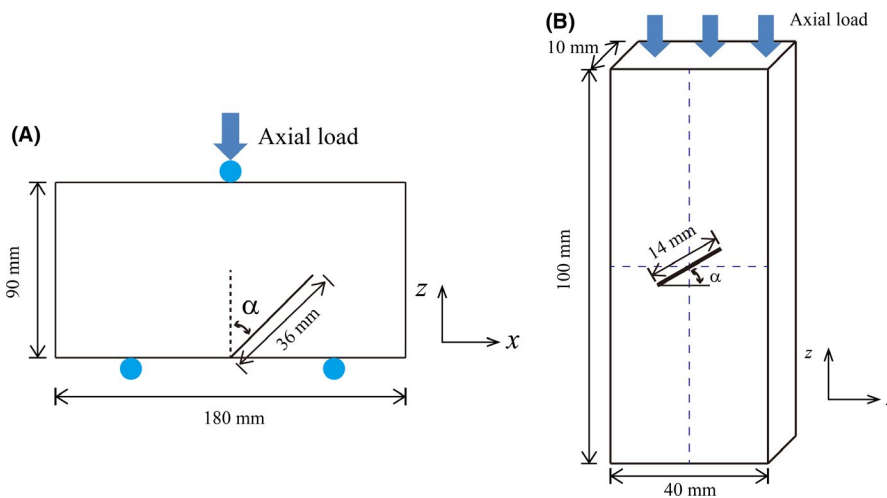 (A)
Axial load
90 mm
α
36 mm
z
x
180 mm
(B)
Axial load
10 mm
100 mm
14 mm
α
z
40 mm